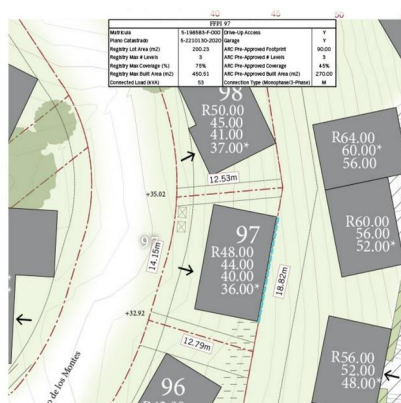 40
45
50
FFPI 97
Matrícula 5-198583-F-000 Drive-Up Access Y
Plano Catastrado 5-2210130-2020 Garage Y
Registry Lot Area (m2) 200.23 ARC Pre-Approved Footprint 90.00
Registry Max # Levels 3 ARC Pre-Approved # Levels 3
Registry Max Coverage (%) 75% ARC Pre-Approved Coverage 45%
Registry Max Built Area (m2) 450.51 ARC Pre-Approved Built Area (m2) 270.00
Connected Load (kVA) 53 Connection Type (Monophase/3-Phase) M
98
R50.00
45.00
41.00
37.00*
R64.00
60.00*
56.00
12.53m
+35.02
97
R48.00
44.00
40.00
36.00*
R60.00
56.00
52.00*
14.15m
18.82m
+32.92
12.79m
R56.00
52.00
48.00*
96
o de los Montes